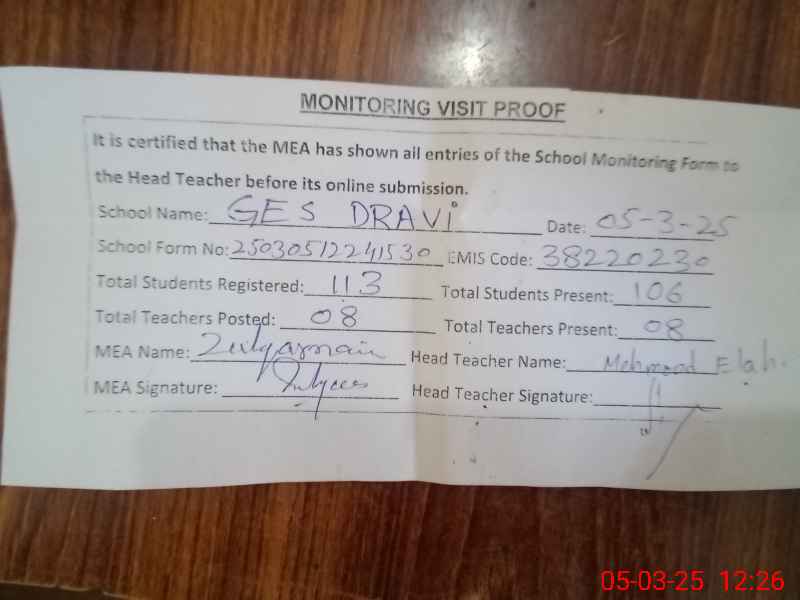 MONITORING VISIT PROOF
It is certified that the MEA has shown all entries of the School Monitoring Form to
the Head Teacher before its online submission.
School Name: GES DRAVI Date: 05-3-25
School Form No: 25030512241530 EMIS Code: 38220230
Total Students Registered: 113 Total Students Present: 106
Total Teachers Posted: 08 Total Teachers Present: 08
MEA Name: Zulqarnain Head Teacher Name: Mehmood Elahi
MEA Signature: Head Teacher Signature:
05-03-25 12:26